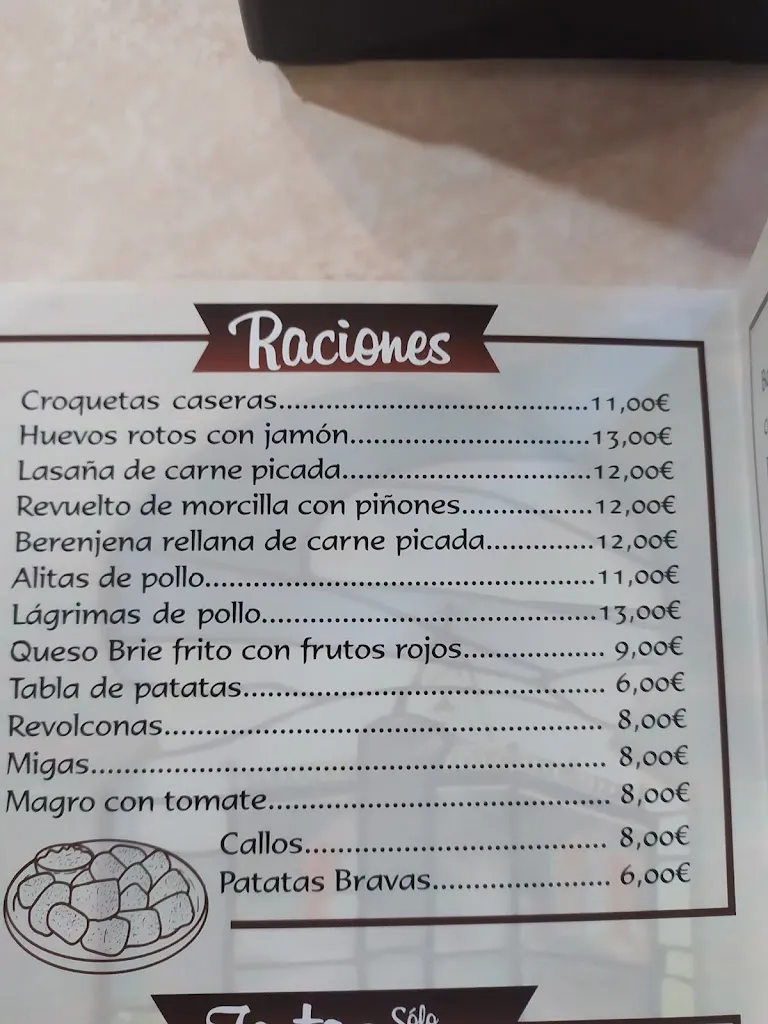 Raciones
Croquetas caseras.......................................11,00€
Huevos rotos con jamón..............................13,00€
Lasaña de carne picada...............................12,00€
Revuelto de morcilla con piñones................12,00€
Berenjena rellana de carne picada.............12,00€
Alitas de pollo................................................11,00€
Lágrimas de pollo.........................................13,00€
Queso Brie frito con frutos rojos................. 9,00€
Tabla de patatas........................................... 6,00€
Revolconas.................................................... 8,00€
Migas............................................................. 8,00€
Magro con tomate........................................ 8,00€
Callos.................................... 8,00€
Patatas Bravas..................... 6,00€
Sólo